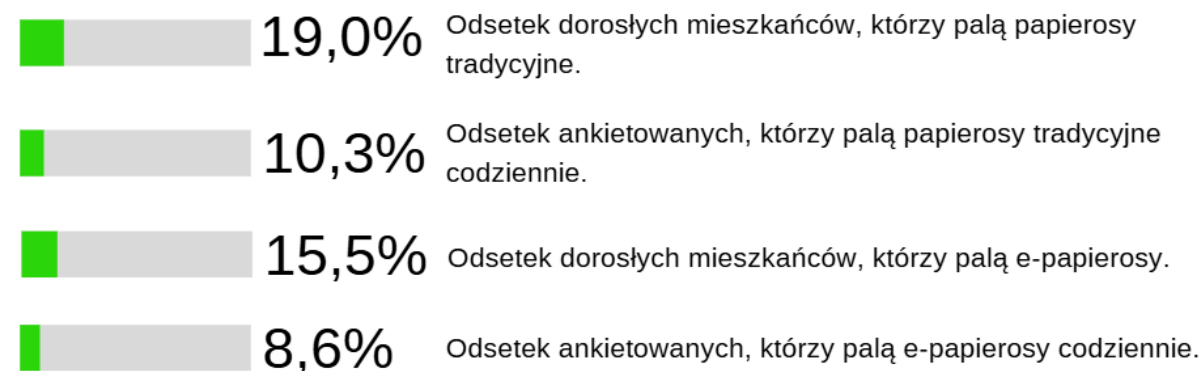 19,0% Odsetek dorosłych mieszkańców, którzy palą papierosy
tradycyjne.
10,3% Odsetek ankietowanych, którzy palą papierosy tradycyjne
codziennie.
15,5% Odsetek dorosłych mieszkańców, którzy palą e-papierosy.
8,6% Odsetek ankietowanych, którzy palą e-papierosy codziennie.